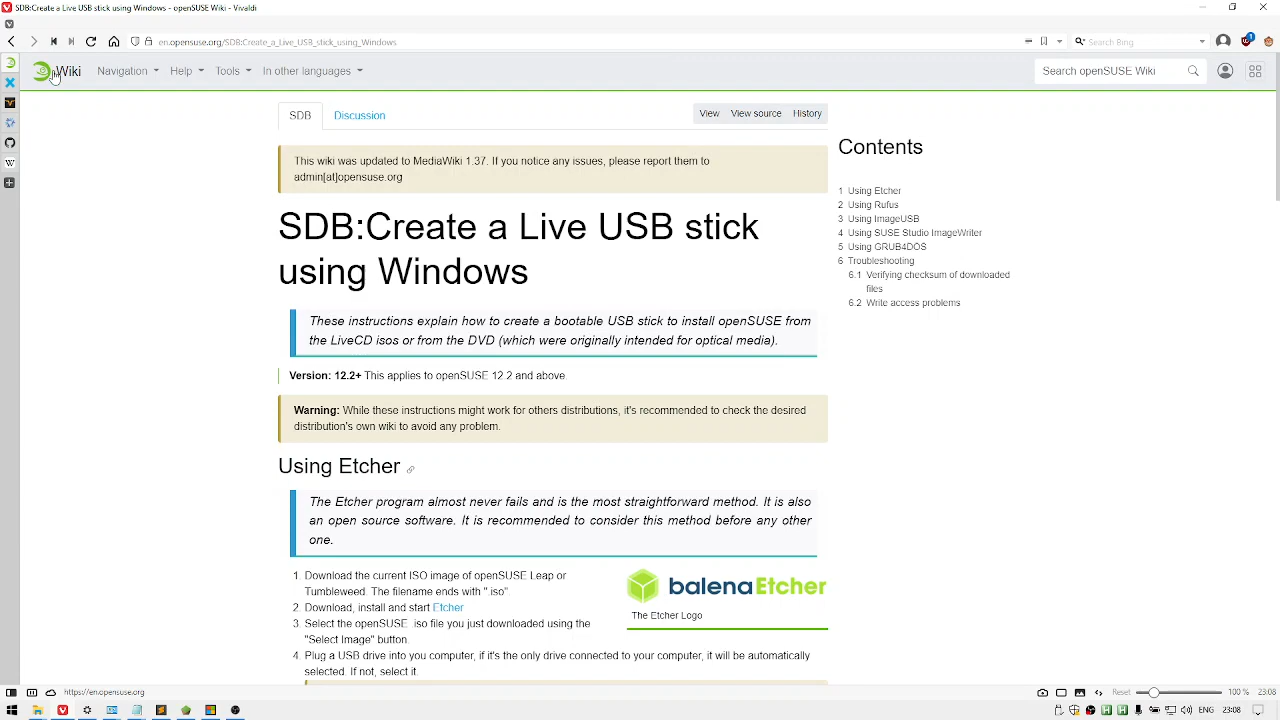 SDB:Create a Live USB stick using Windows - openSUSE Wiki - Vivaldi
en.opensuse.org/SDB:Create_a_Live_USB_stick_using_Windows
Search Bing
1
Wiki
Navigation
Help
Tools
In other languages
Search openSUSE Wiki
SDB
Discussion
View
View source
History
This wiki was updated to MediaWiki 1.37. If you notice any issues, please report them to
admin[at]opensuse.org
SDB:Create a Live USB stick
using Windows
These instructions explain how to create a bootable USB stick to install openSUSE from
the LiveCD isos or from the DVD (which were originally intended for optical media).
Version: 12.2+ This applies to openSUSE 12.2 and above
Warning: While these instructions might work for others distributions, it's recommended to check the desired
distribution's own wiki to avoid any problem.
Using Etcher
The Etcher program almost never fails and is the most straightforward method. It is also
an open source software. It is recommended to consider this method before any other
one.
1. Download the current ISO image of openSUSE Leap or
Tumbleweed. The filename ends with " iso".
2. Download, install and start Etcher
3. Select the openSUSE iso file you just downloaded using the
"Select Image" button.
4. Plug a USB drive into you computer, if it's the only drive connected to your computer, it will be automatically
selected. If not, select it.
balenaEtcher
The Etcher Logo
Contents
1 Using Etcher
2 Using Rufus
3 Using ImageUSB
4 Using SUSE Studio ImageWriter
5 Using GRUB4DOS
6 Troubleshooting
6.1 Verifying checksum of downloaded
files
6.2 Write access problems
https://en.opensuse.org
Reset
100 %
23:08
ENG
23:08